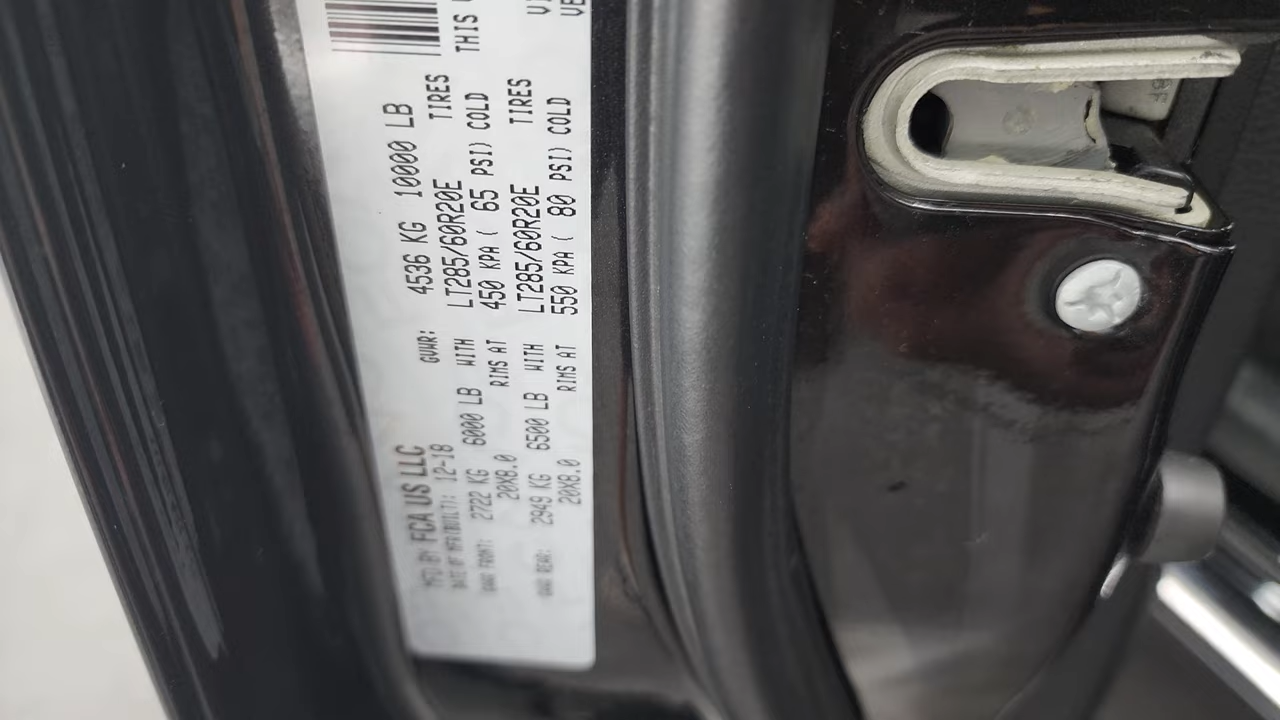 MFD BY FCA US LLC
DATE OF MFR(BUILT): 12-18 GVWR: 4536 KG 10000 LB
GAWR FRONT: 2722 KG 6000 LB WITH LT285/60R20E TIRES
20X8.0 RIMS AT 450 KPA ( 65 PSI) COLD
GAWR REAR: 2949 KG 6500 LB WITH LT285/60R20E TIRES
20X8.0 RIMS AT 550 KPA ( 80 PSI) COLD
THIS